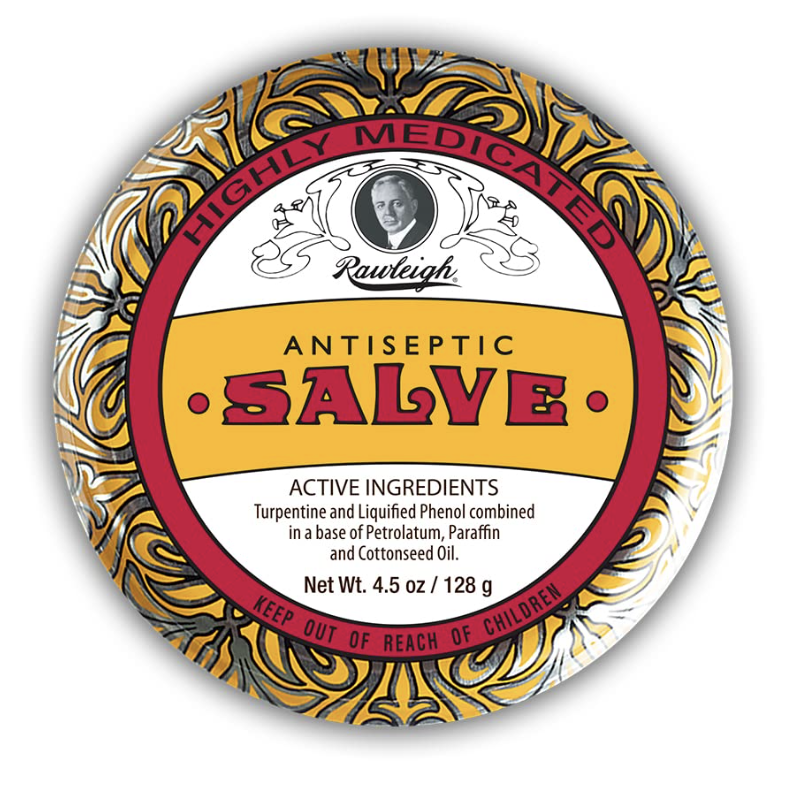 HIGHLY MEDICATED
Rawleigh®
ANTISEPTIC
• SALVE •
ACTIVE INGREDIENTS
Turpentine and Liquified Phenol combined
in a base of Petrolatum, Paraffin
and Cottonseed Oil.
Net Wt. 4.5 oz / 128 g
KEEP OUT OF REACH OF CHILDREN